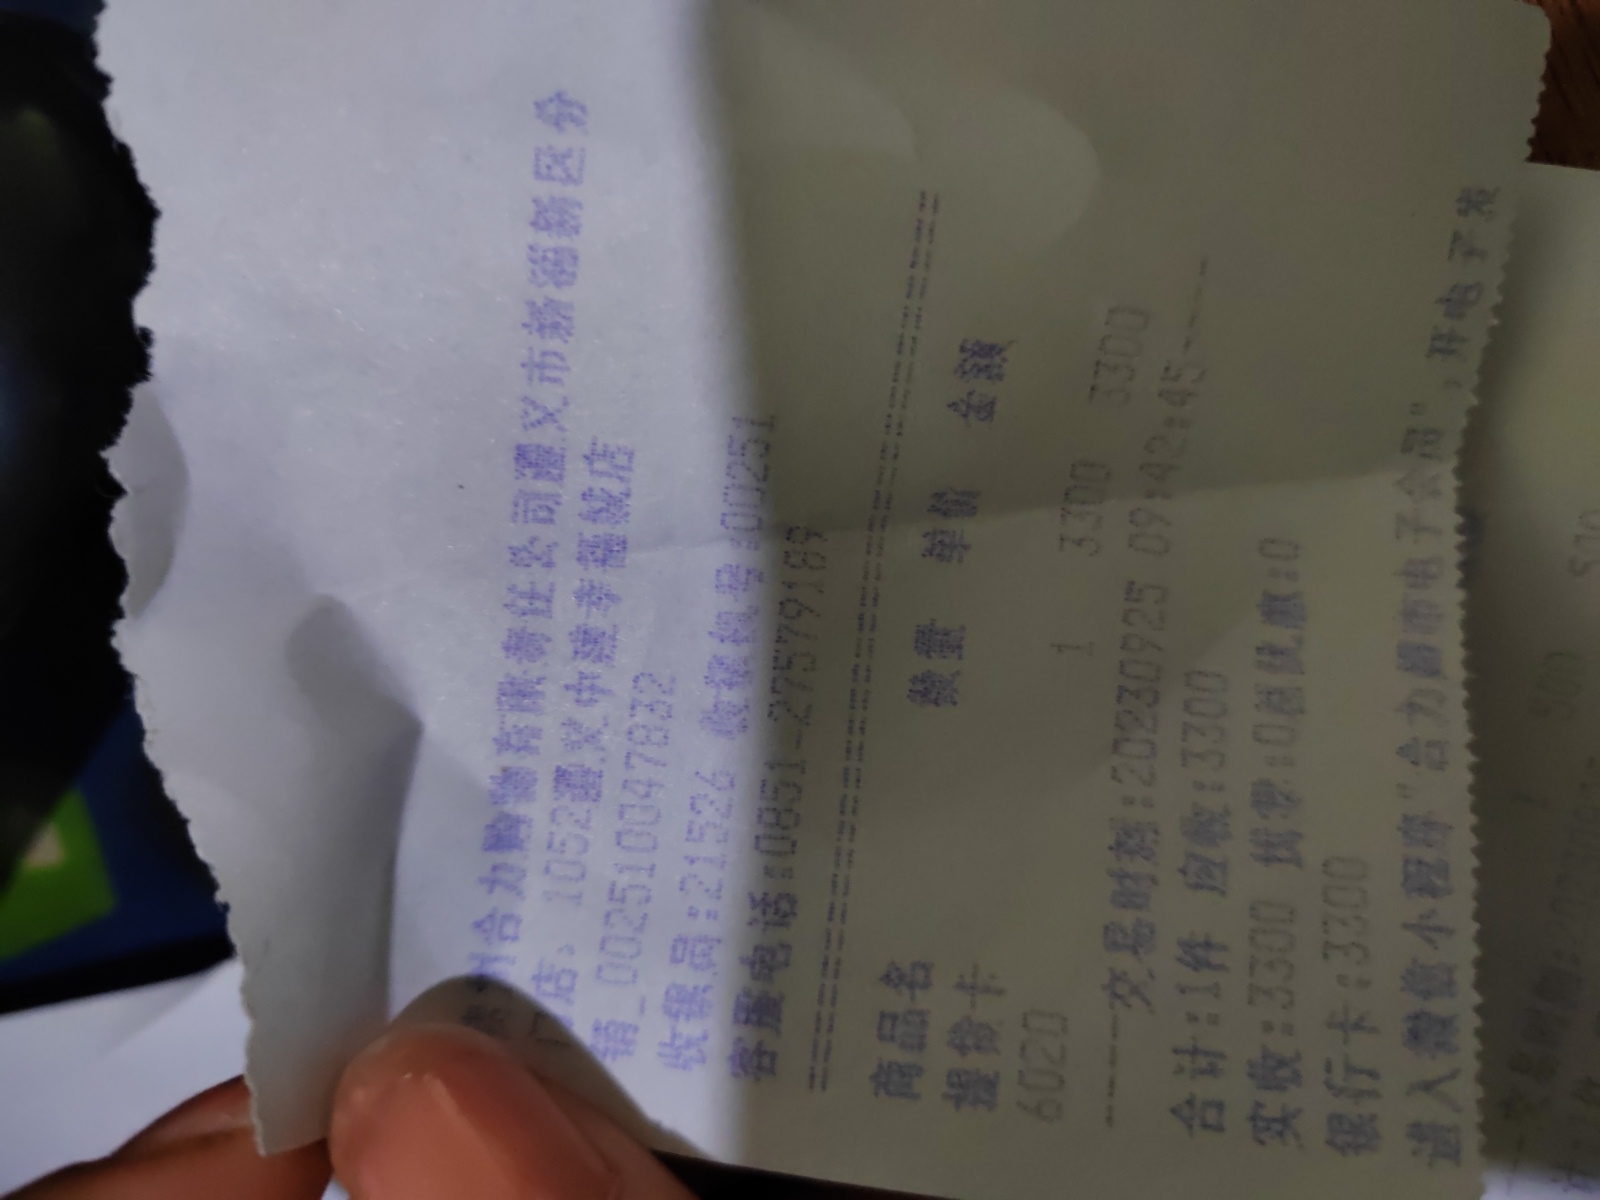 贵州合力购物有限责任公司遵义市新浦新区分
门店: 1052遵义中建幸福城店
销_002510047832
收银员:21526 收银机号:00251
客服电话:0851-27579189
商品名 数量 单价 金额
提货卡
6020 1 3300 3300
----交易时刻:20230925 09:42:45----
合计:1件 应收:3300
实收:3300 找零:0总优惠:0
银行卡:3300
进入微信小程序"合力超市电子会员",开电子发